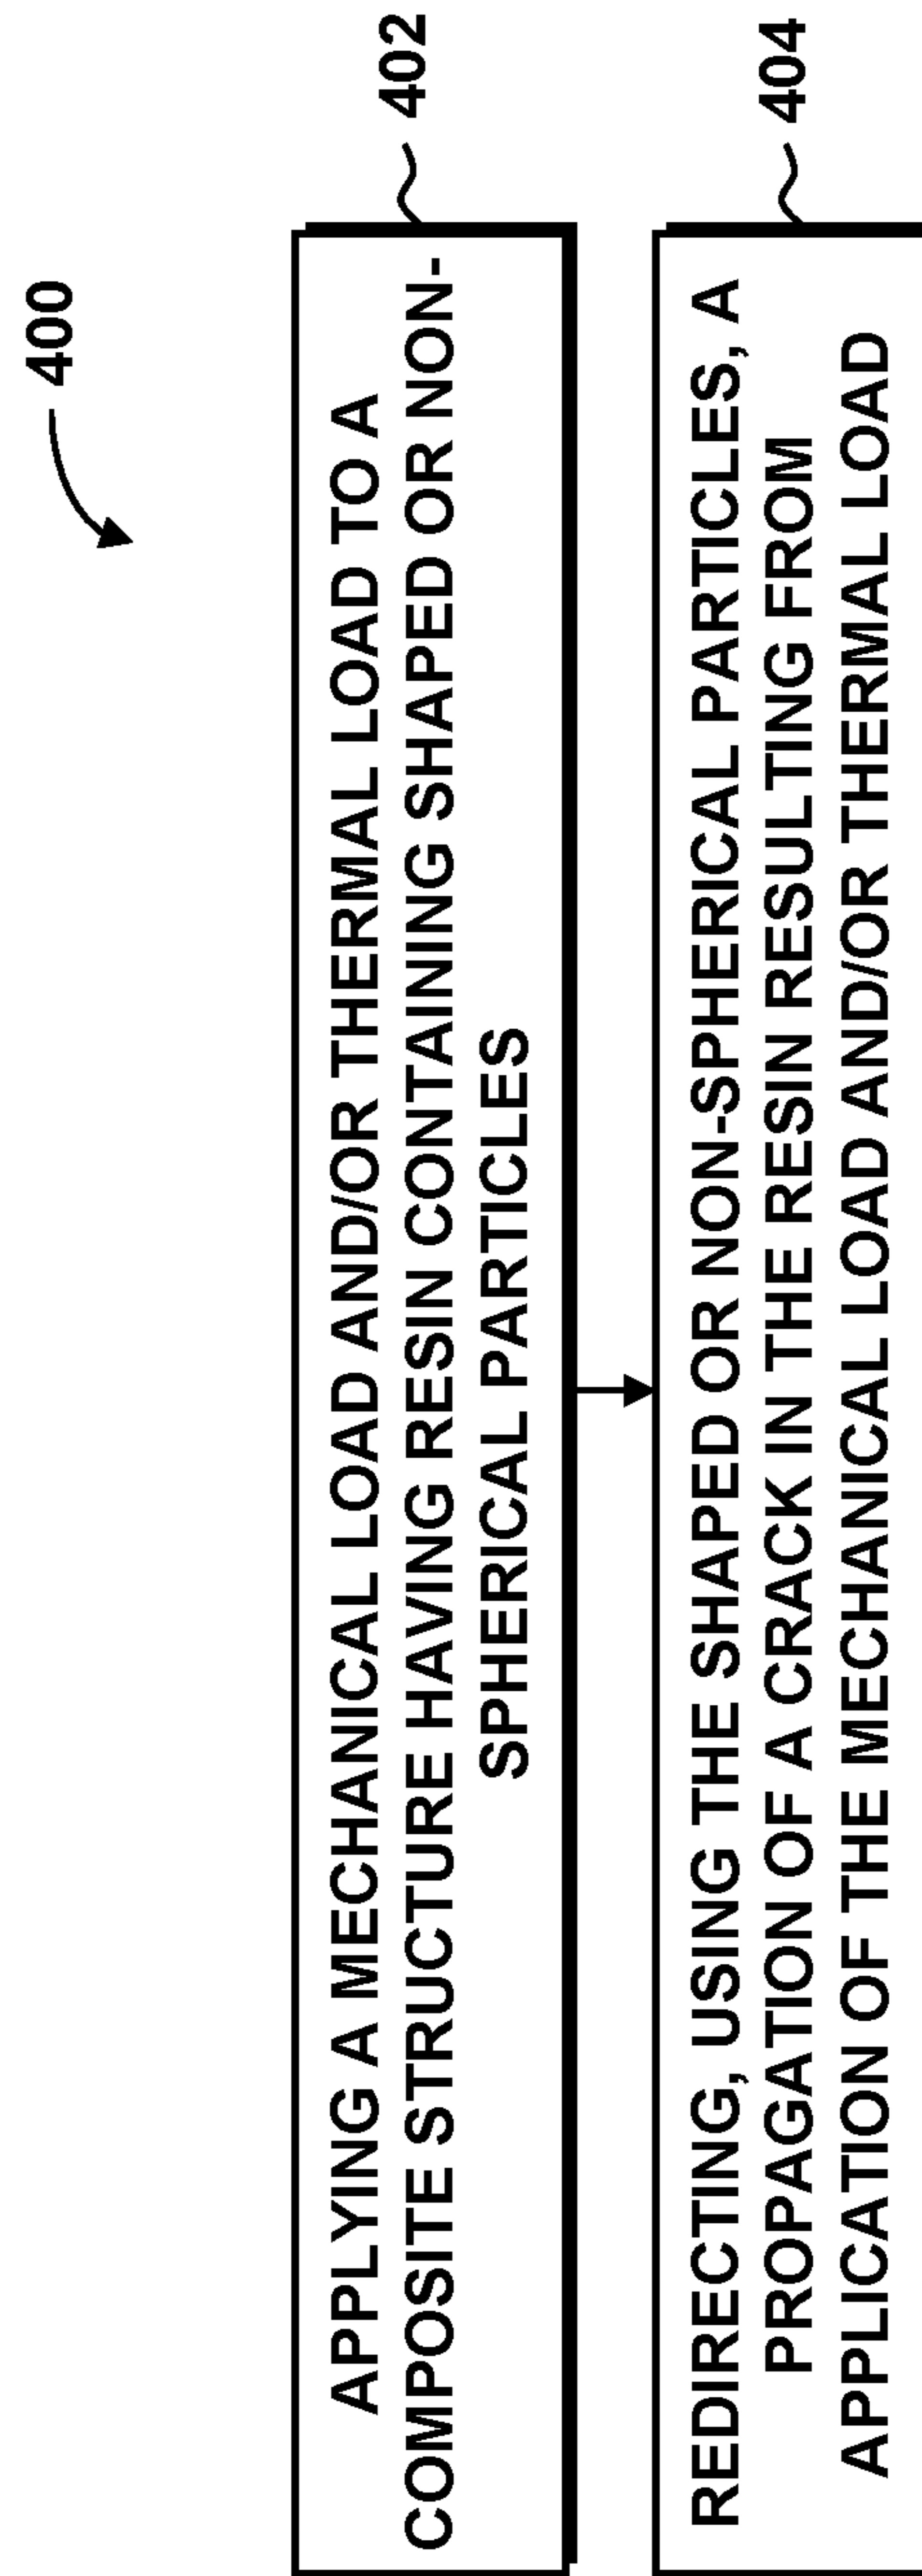 400
APPLYING A MECHANICAL LOAD AND/OR THERMAL LOAD TO A
COMPOSITE STRUCTURE HAVING RESIN CONTAINING SHAPED OR NON-
SPHERICAL PARTICLES
402
REDIRECTING, USING THE SHAPED OR NON-SPHERICAL PARTICLES, A
PROPAGATION OF A CRACK IN THE RESIN RESULTING FROM
APPLICATION OF THE MECHANICAL LOAD AND/OR THERMAL LOAD
404